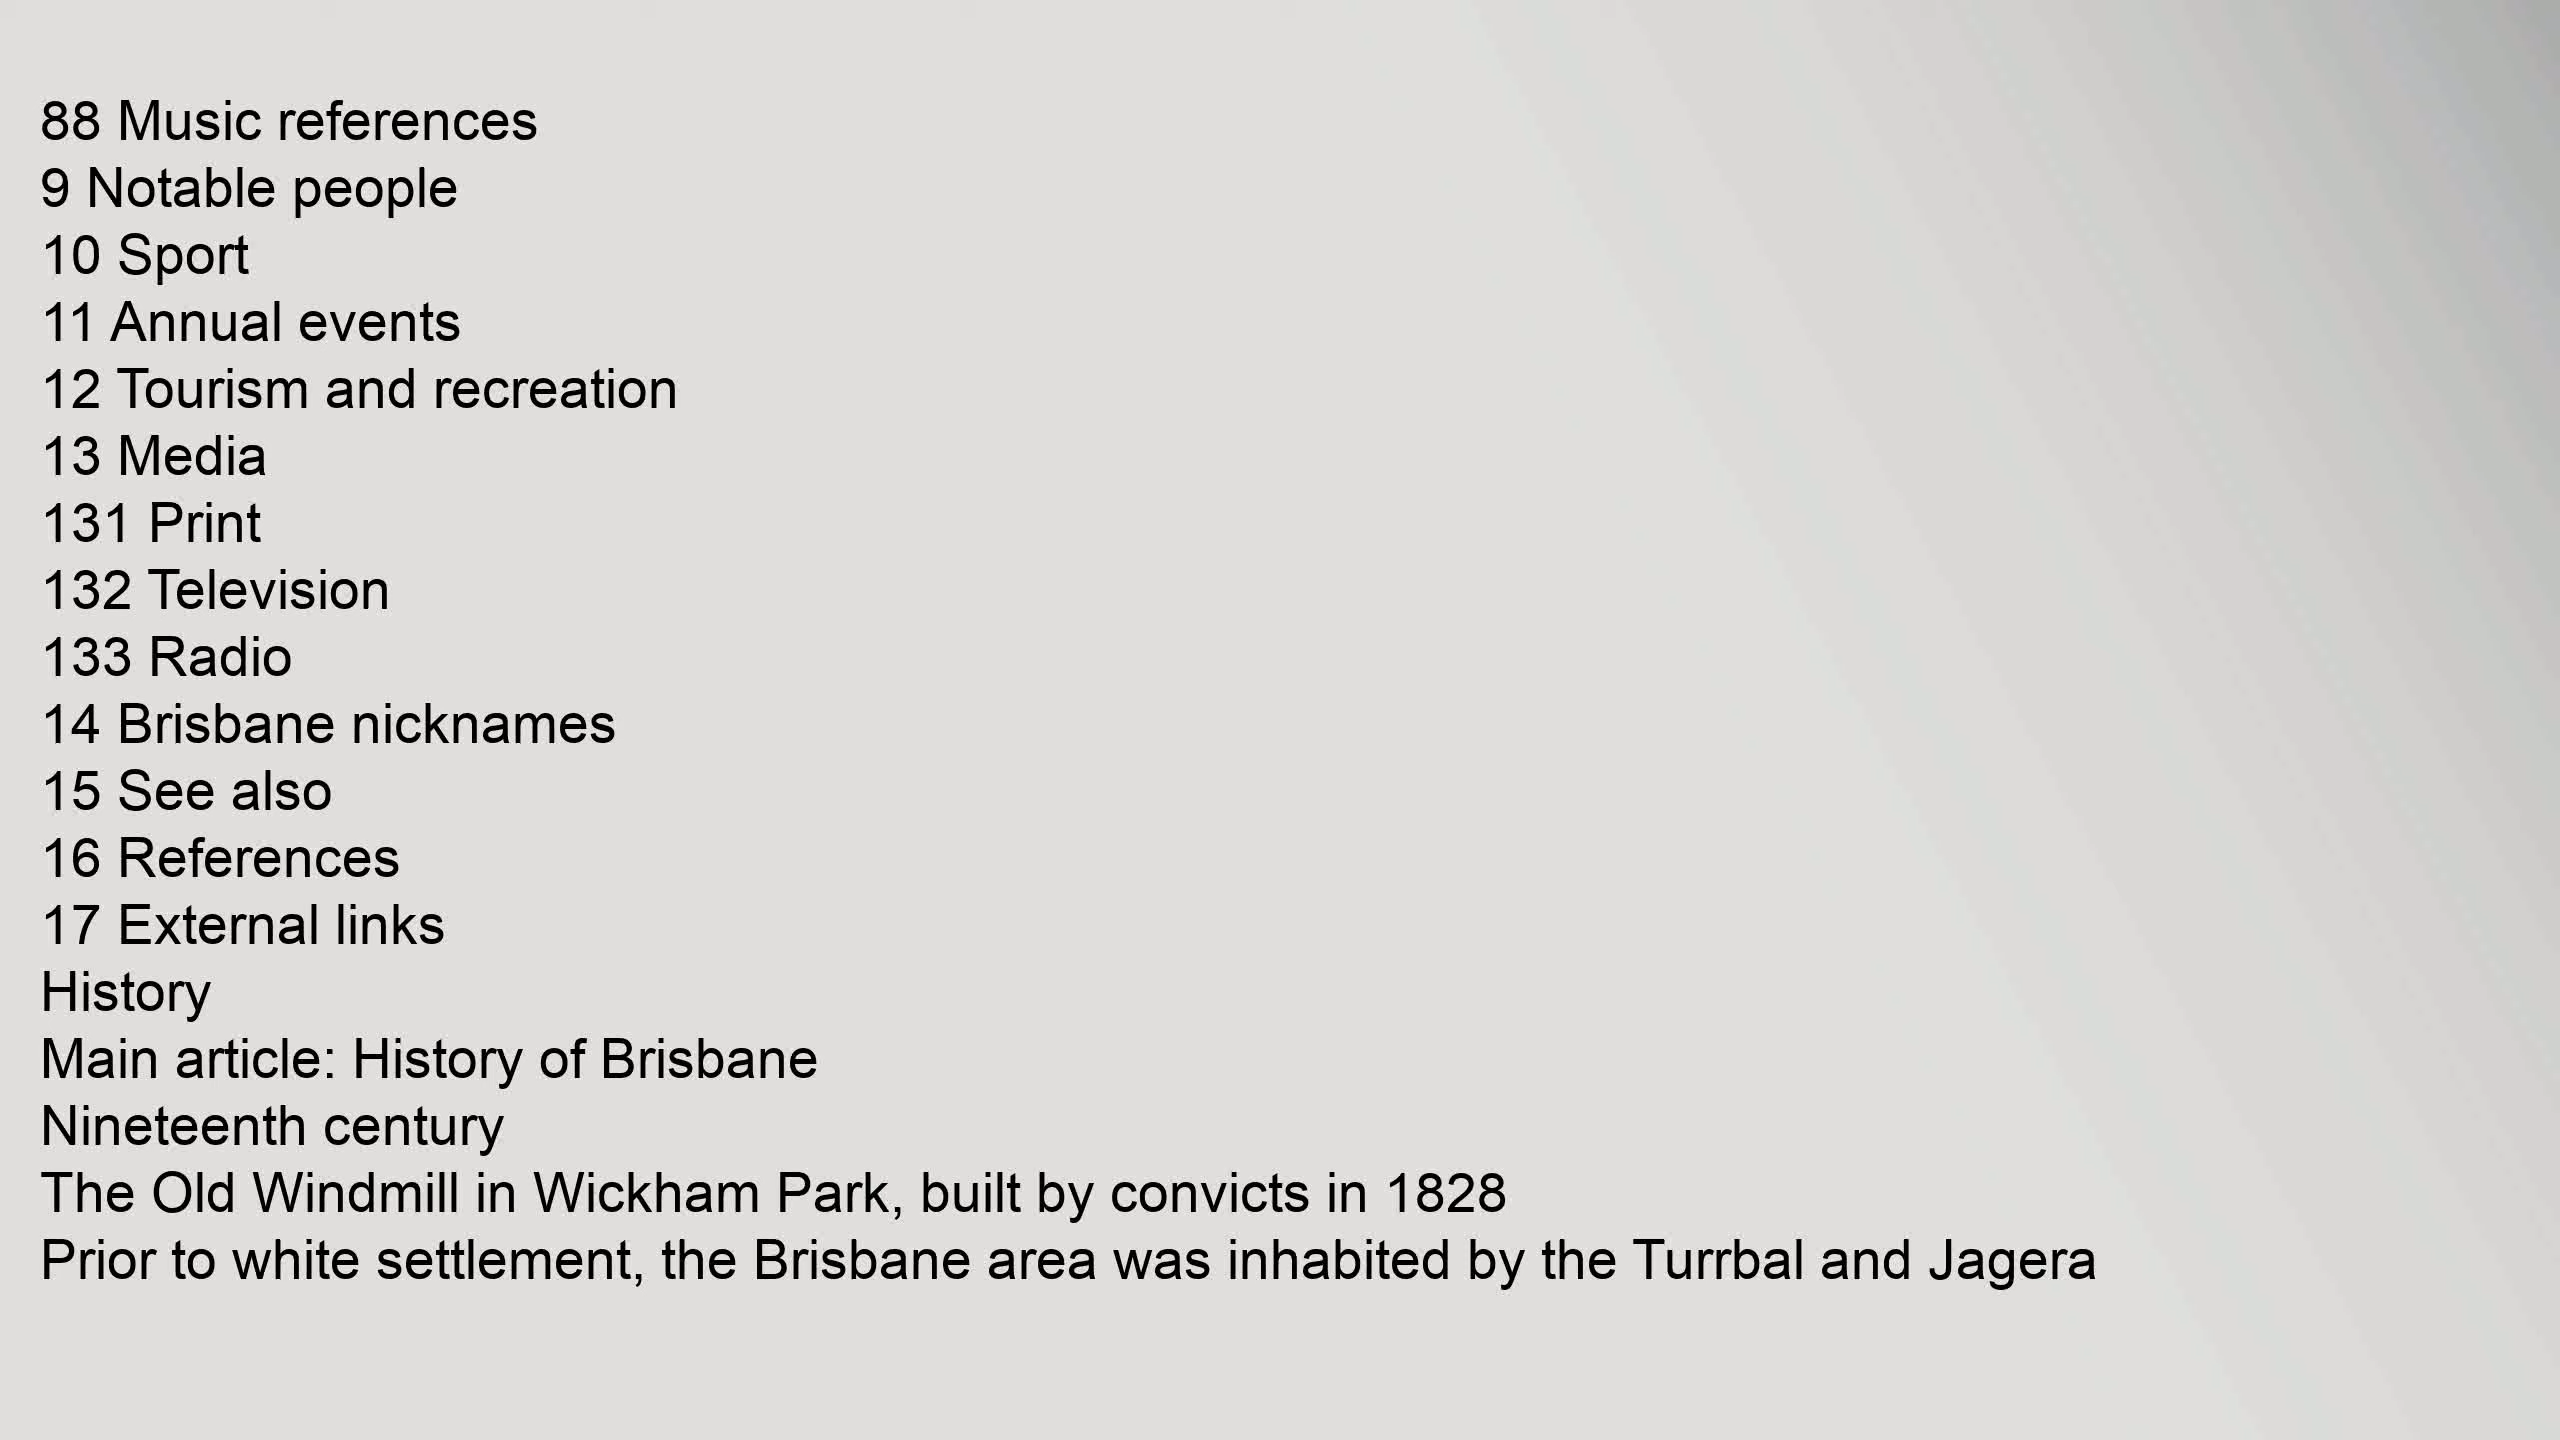 88 Music references
9 Notable people
10 Sport
11 Annual events
12 Tourism and recreation
13 Media
131 Print
132 Television
133 Radio
14 Brisbane nicknames
15 See also
16 References
17 External links
History
Main article: History of Brisbane
Nineteenth century
The Old Windmill in Wickham Park, built by convicts in 1828
Prior to white settlement, the Brisbane area was inhabited by the Turrbal and Jagera